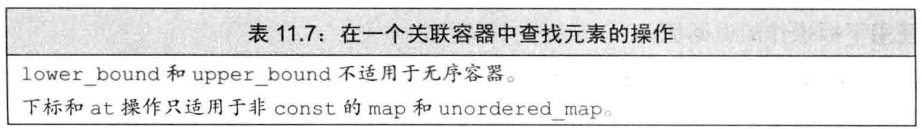 表 11.7：在一个关联容器中查找元素的操作
lower_bound 和 upper_bound 不适用于无序容器。
下标和 at 操作只适用于非 const 的 map 和 unordered_map。